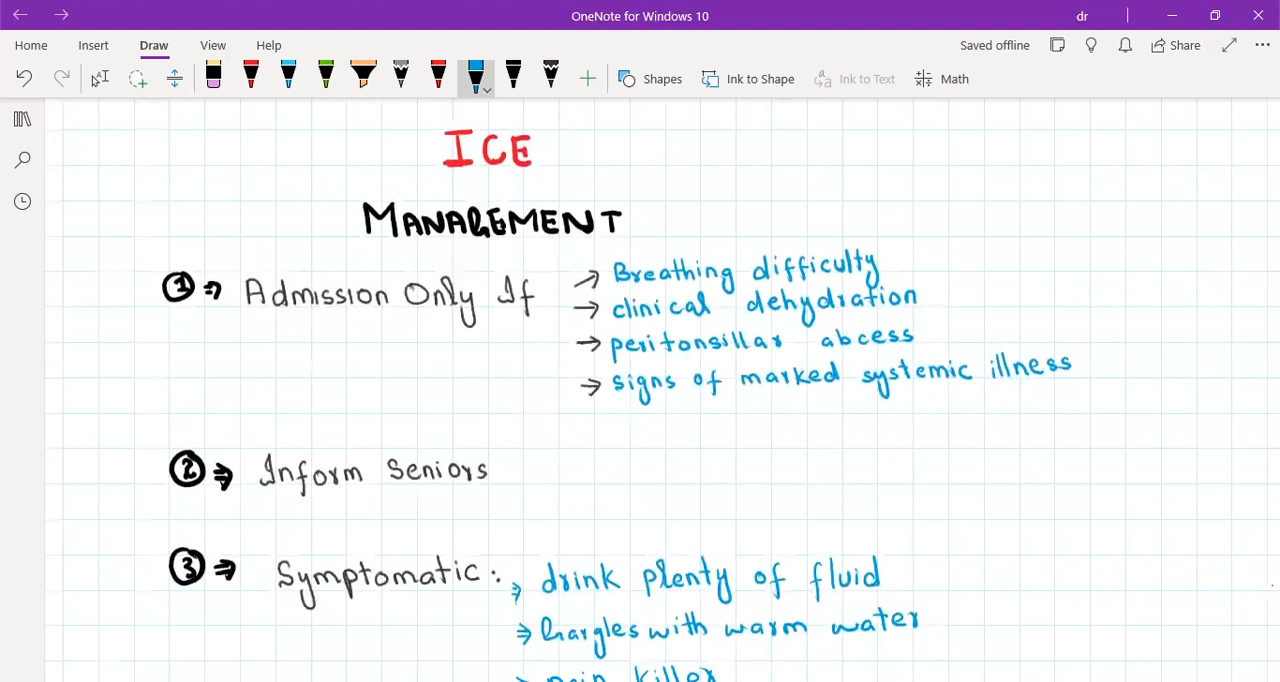 OneNote for Windows 10
dr
Home Insert Draw View Help
Saved offline Share
Shapes Ink to Shape Ink to Text Math
ICE
MANAGEMENT
① ⇒ Admission Only If
→ Breathing difficulty
→ clinical dehydration
→ peritonsillar abcess
→ signs of marked systemic illness
② ⇒ Inform Seniors
③ ⇒ Symptomatic :
⇒ drink plenty of fluid
⇒ Gargles with warm water
⇒ pain killer